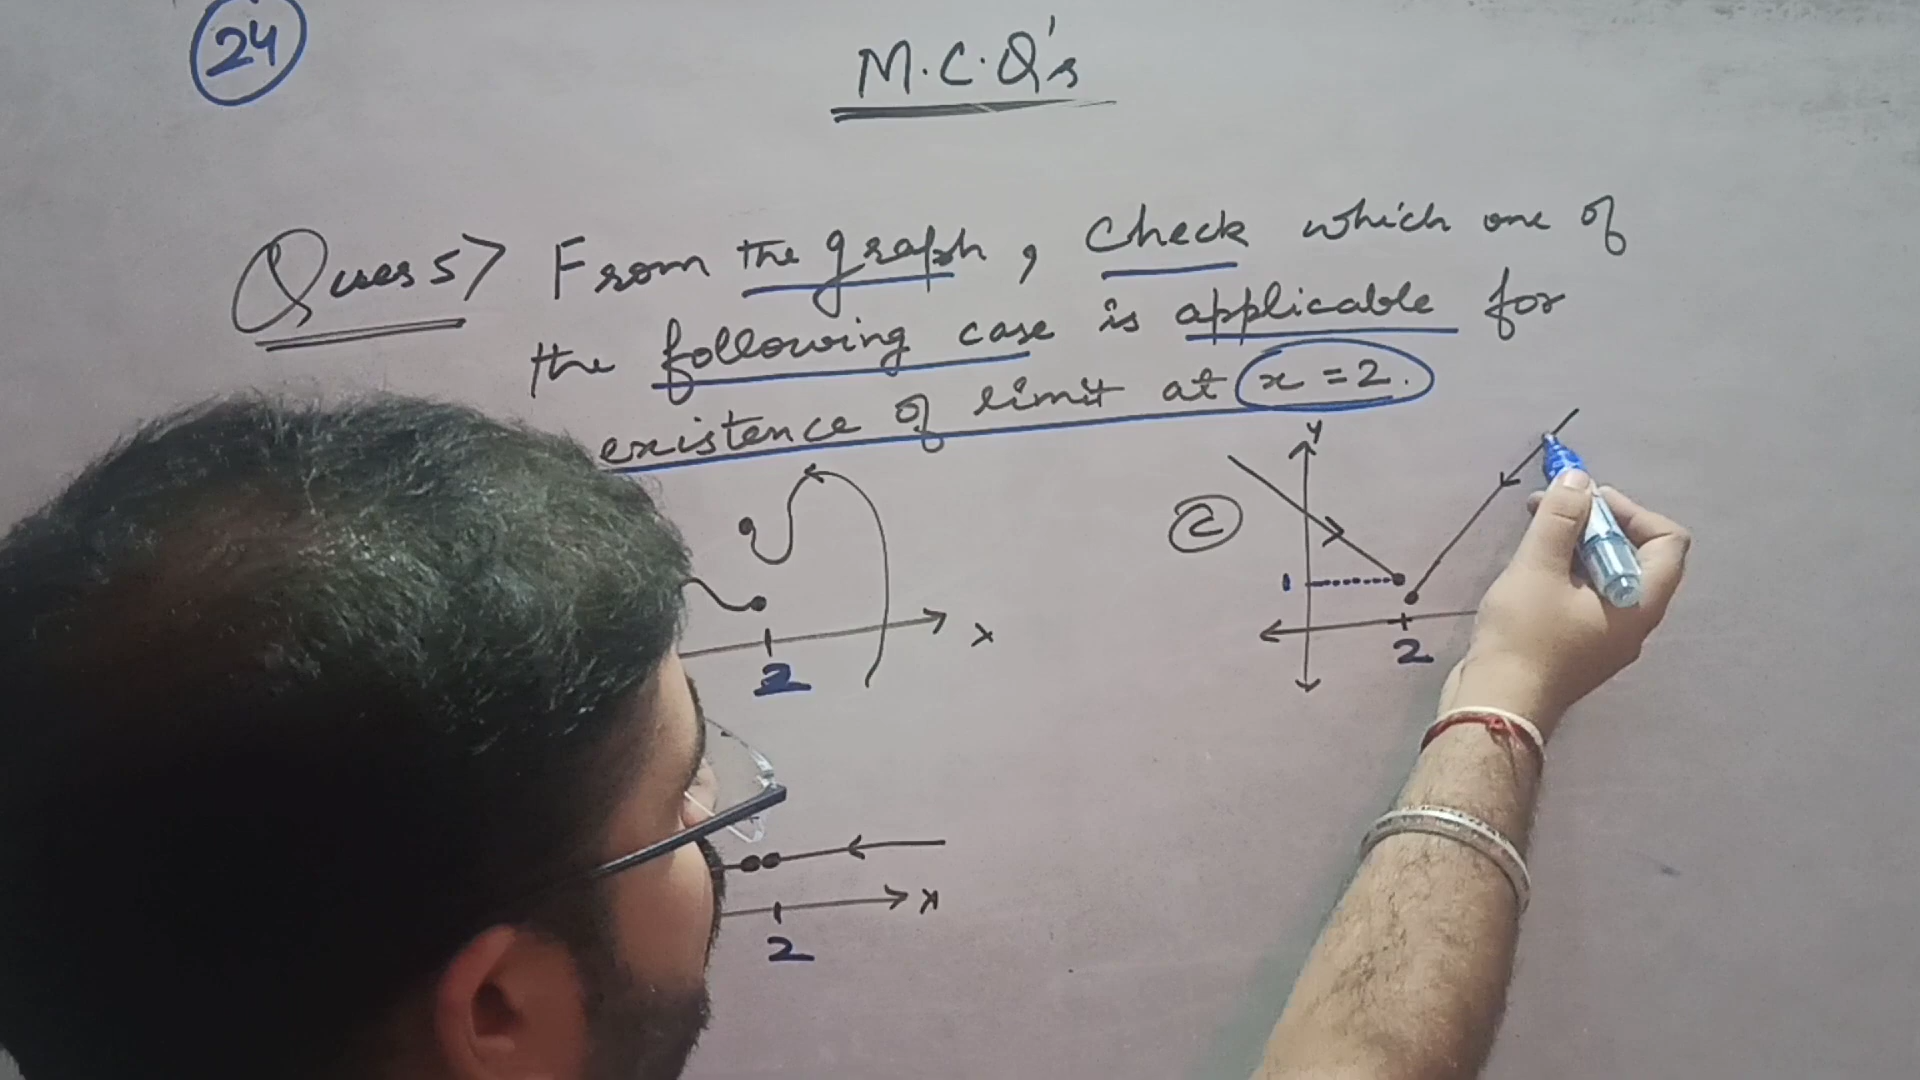 24
M.C.Q's
Ques 5> From the graph, Check which one of
the following case is applicable for
existence of limit at x = 2.
y
2
1
x
2
2
x
2